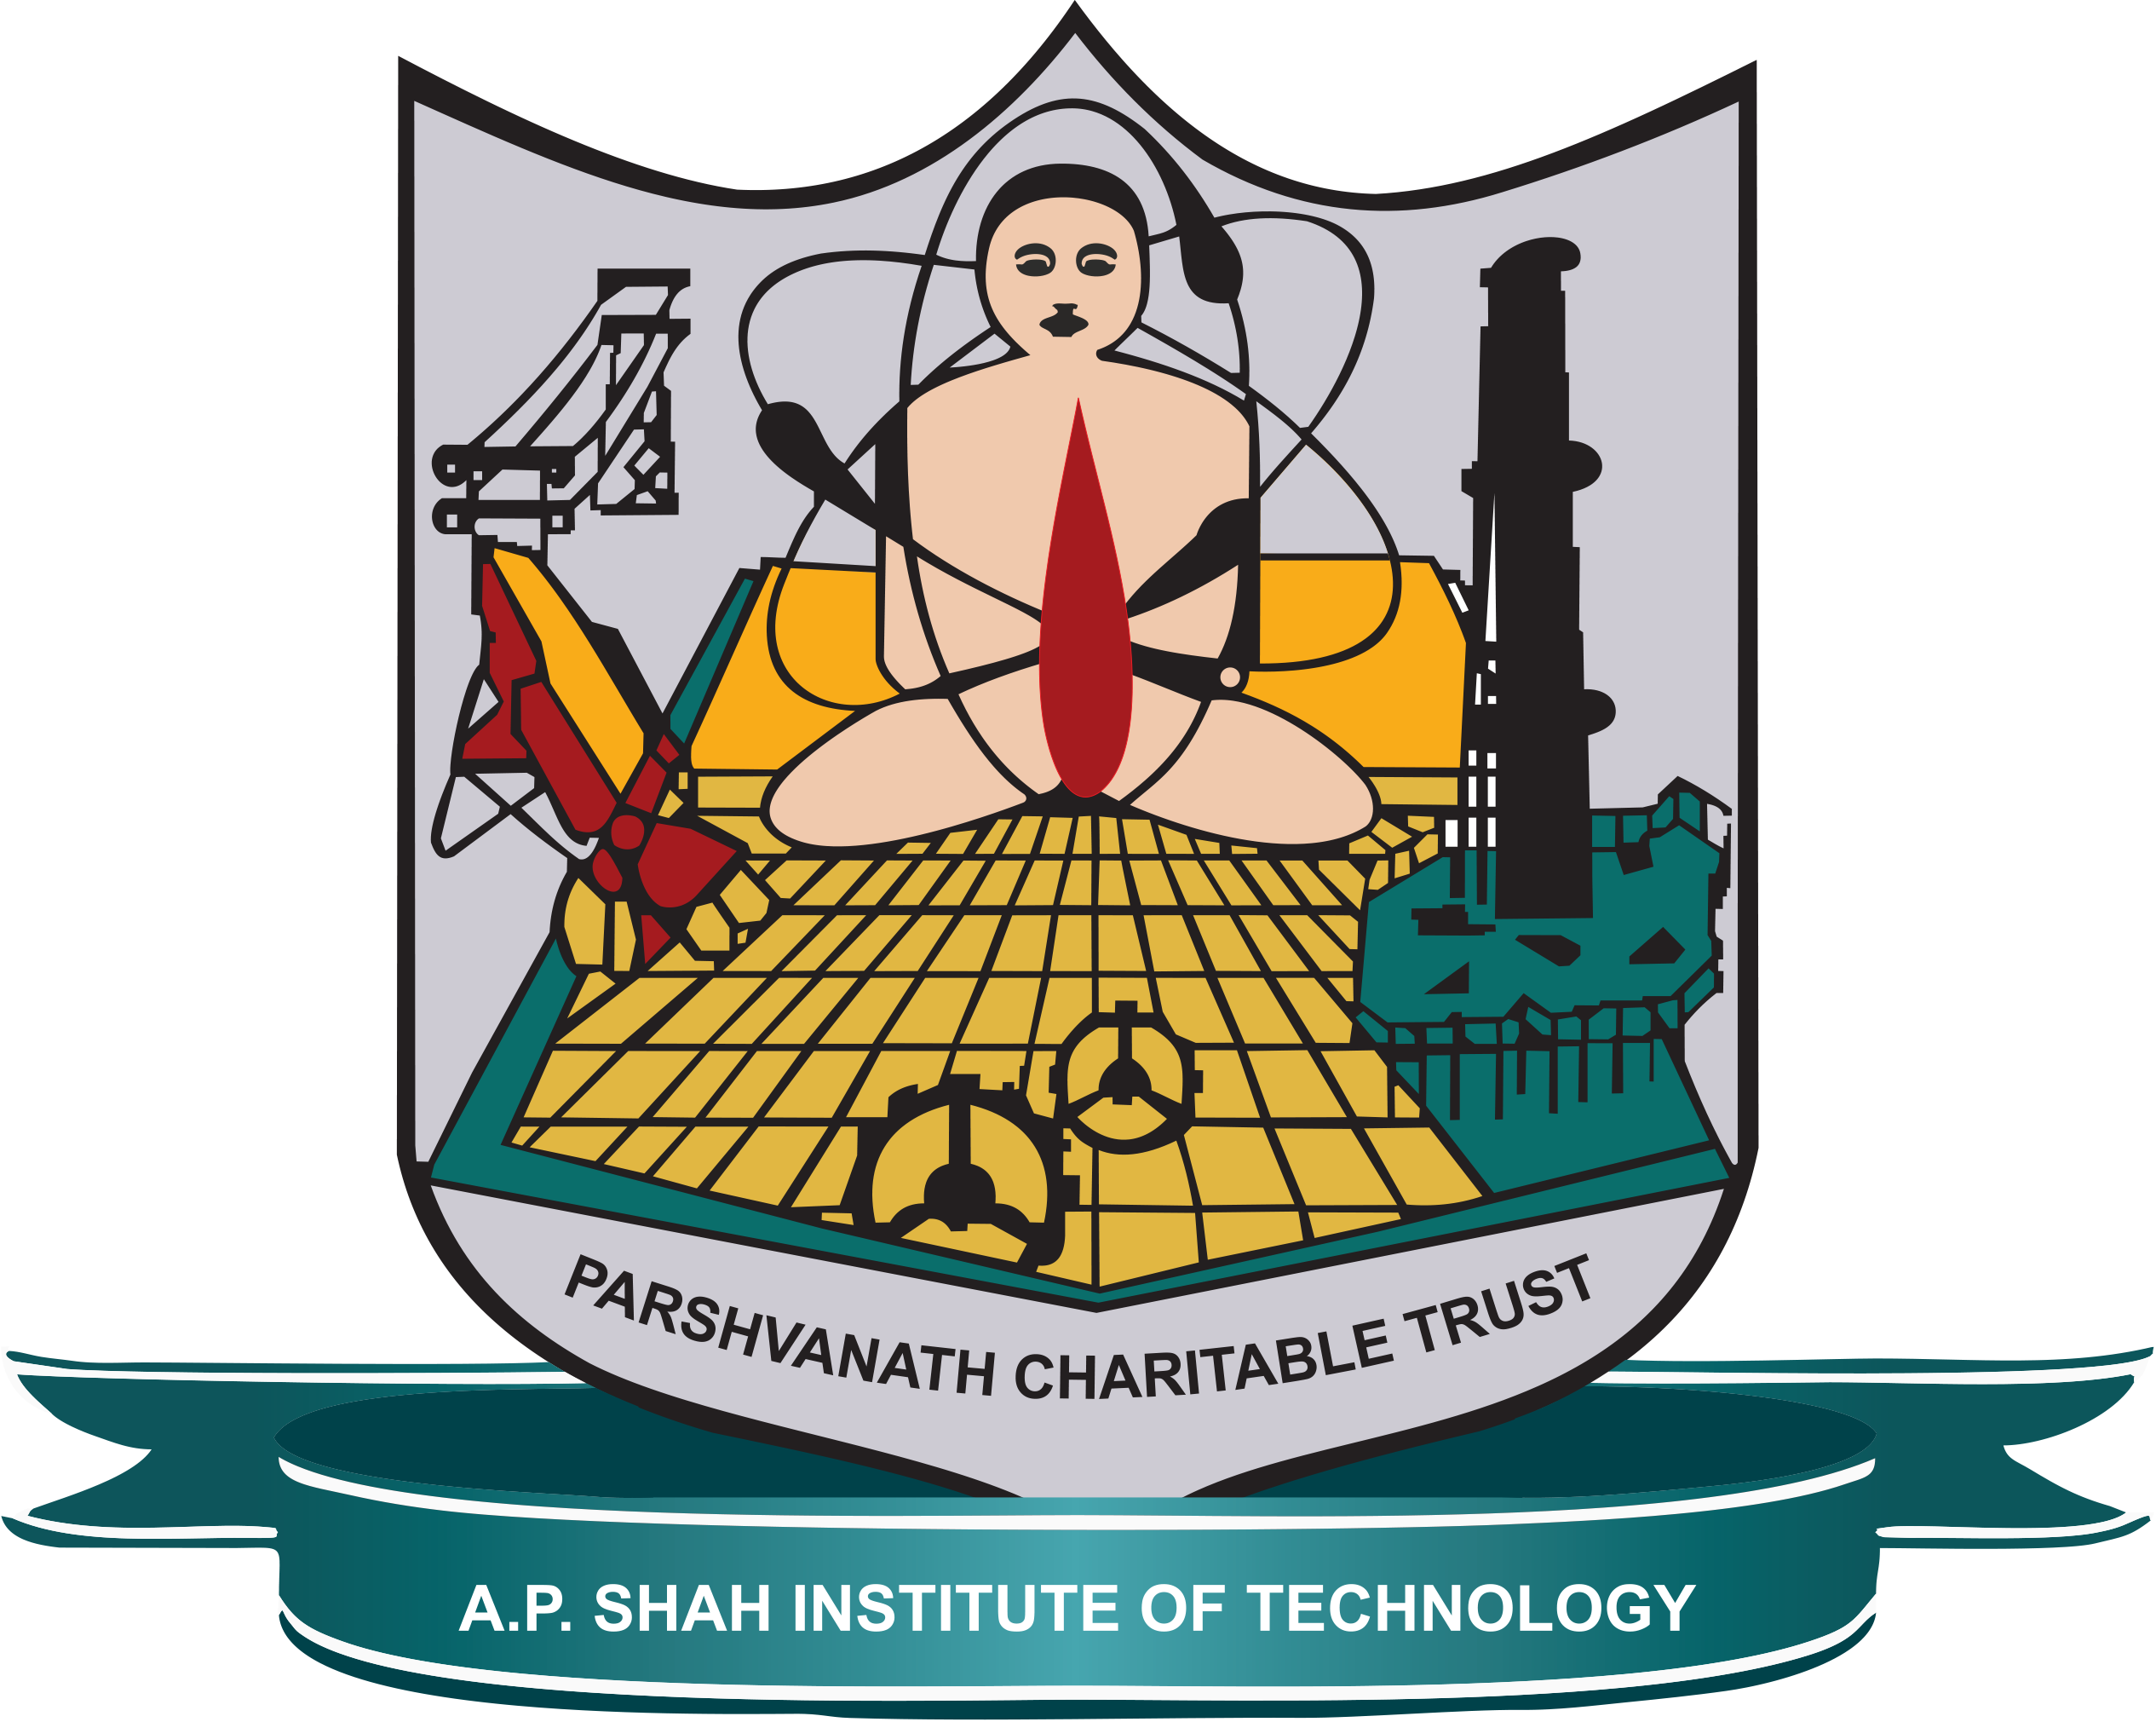 PARSHVANATH CHARITABLE TRUST
A.P. SHAH INSTITUTE OF TECHNOLOGY